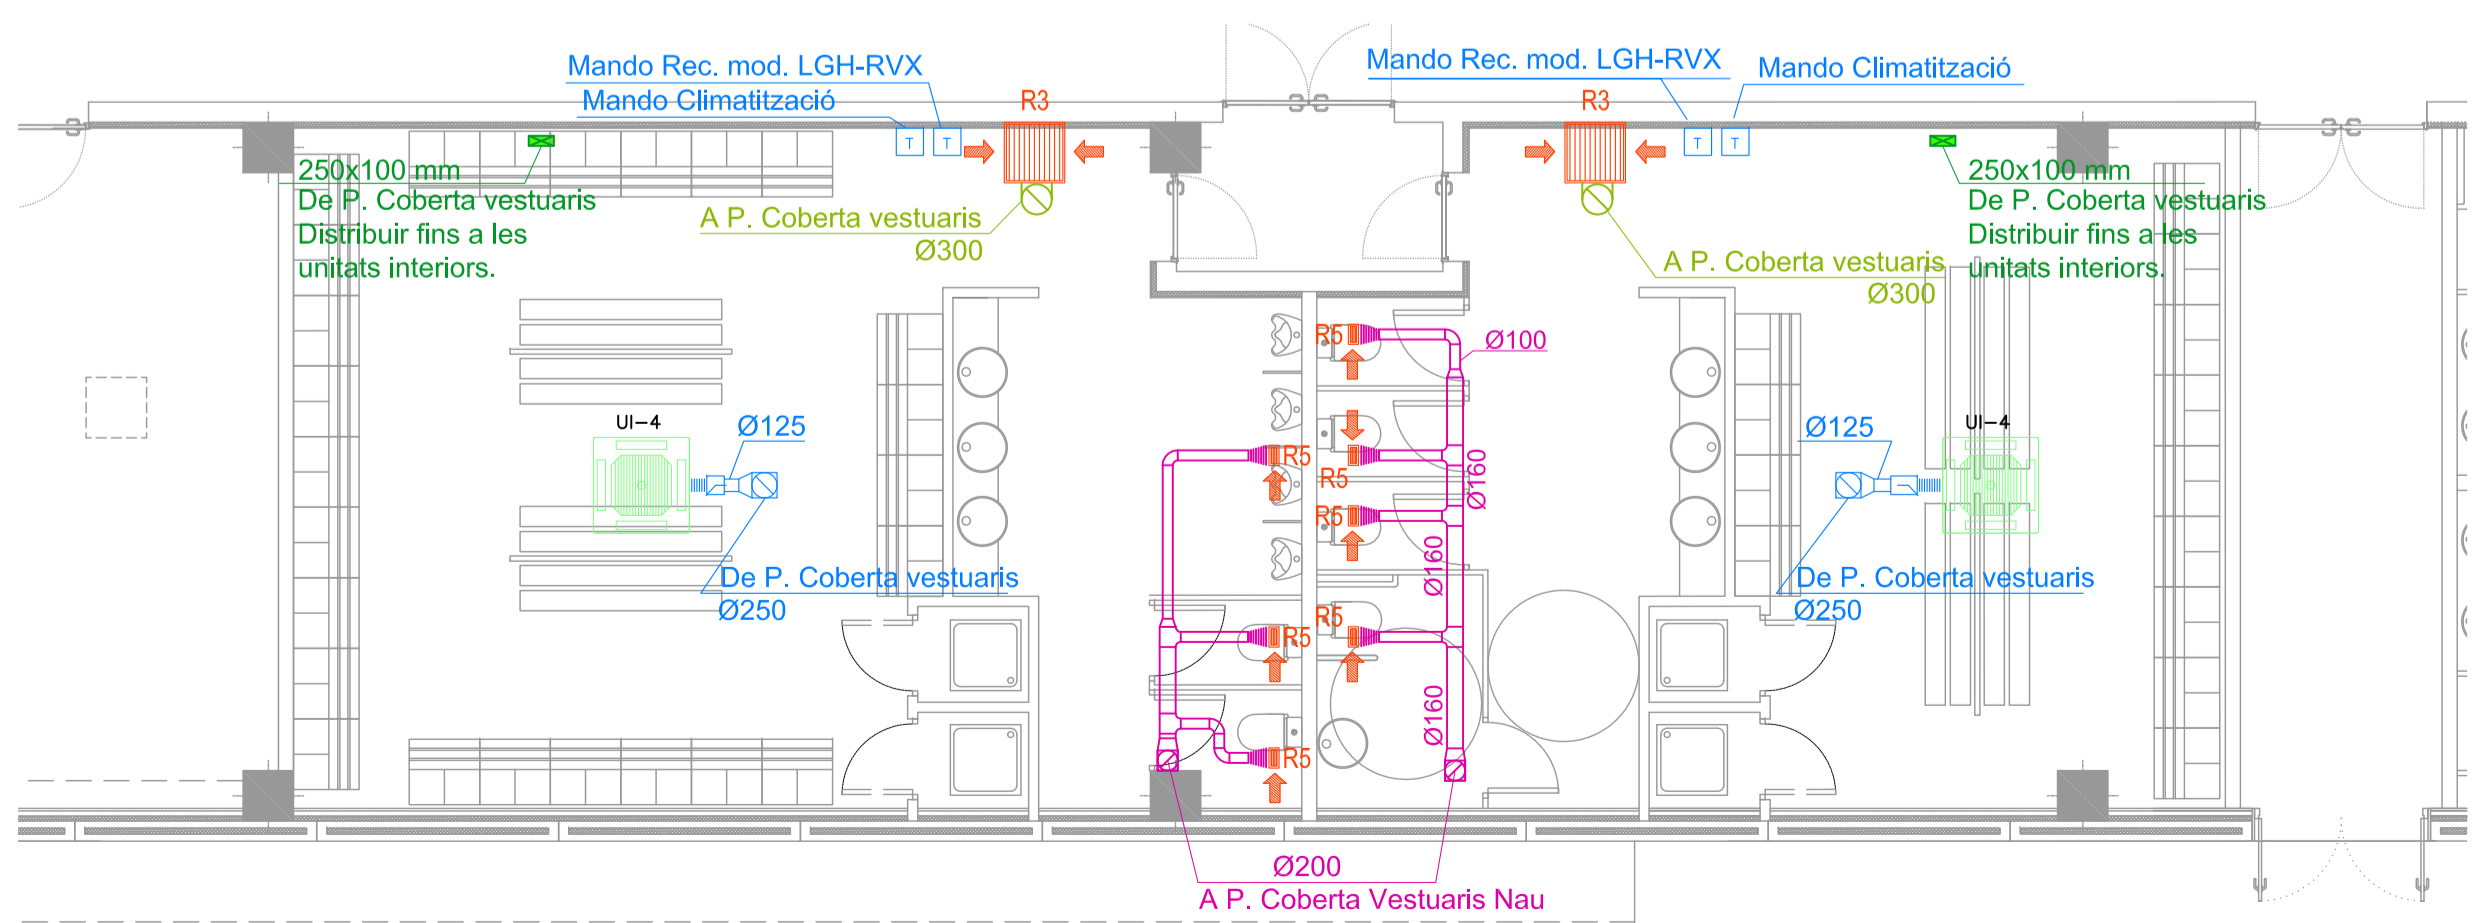 Mando Rec. mod. LGH-RVX
Mando Climatització
R3
T
T
250x100 mm
De P. Coberta vestuaris
Distribuir fins a les
unitats interiors.
A P. Coberta vestuaris
Ø300
Mando Rec. mod. LGH-RVX
Mando Climatització
R3
T
T
250x100 mm
De P. Coberta vestuaris
Distribuir fins a les
unitats interiors.
A P. Coberta vestuaris
Ø300
R5
Ø100
UI-4
Ø125
R5
R5
Ø160
Ø125
UI-4
R5
Ø160
De P. Coberta vestuaris
Ø250
De P. Coberta vestuaris
Ø250
R5
R5
Ø160
R5
Ø200
A P. Coberta Vestuaris Nau